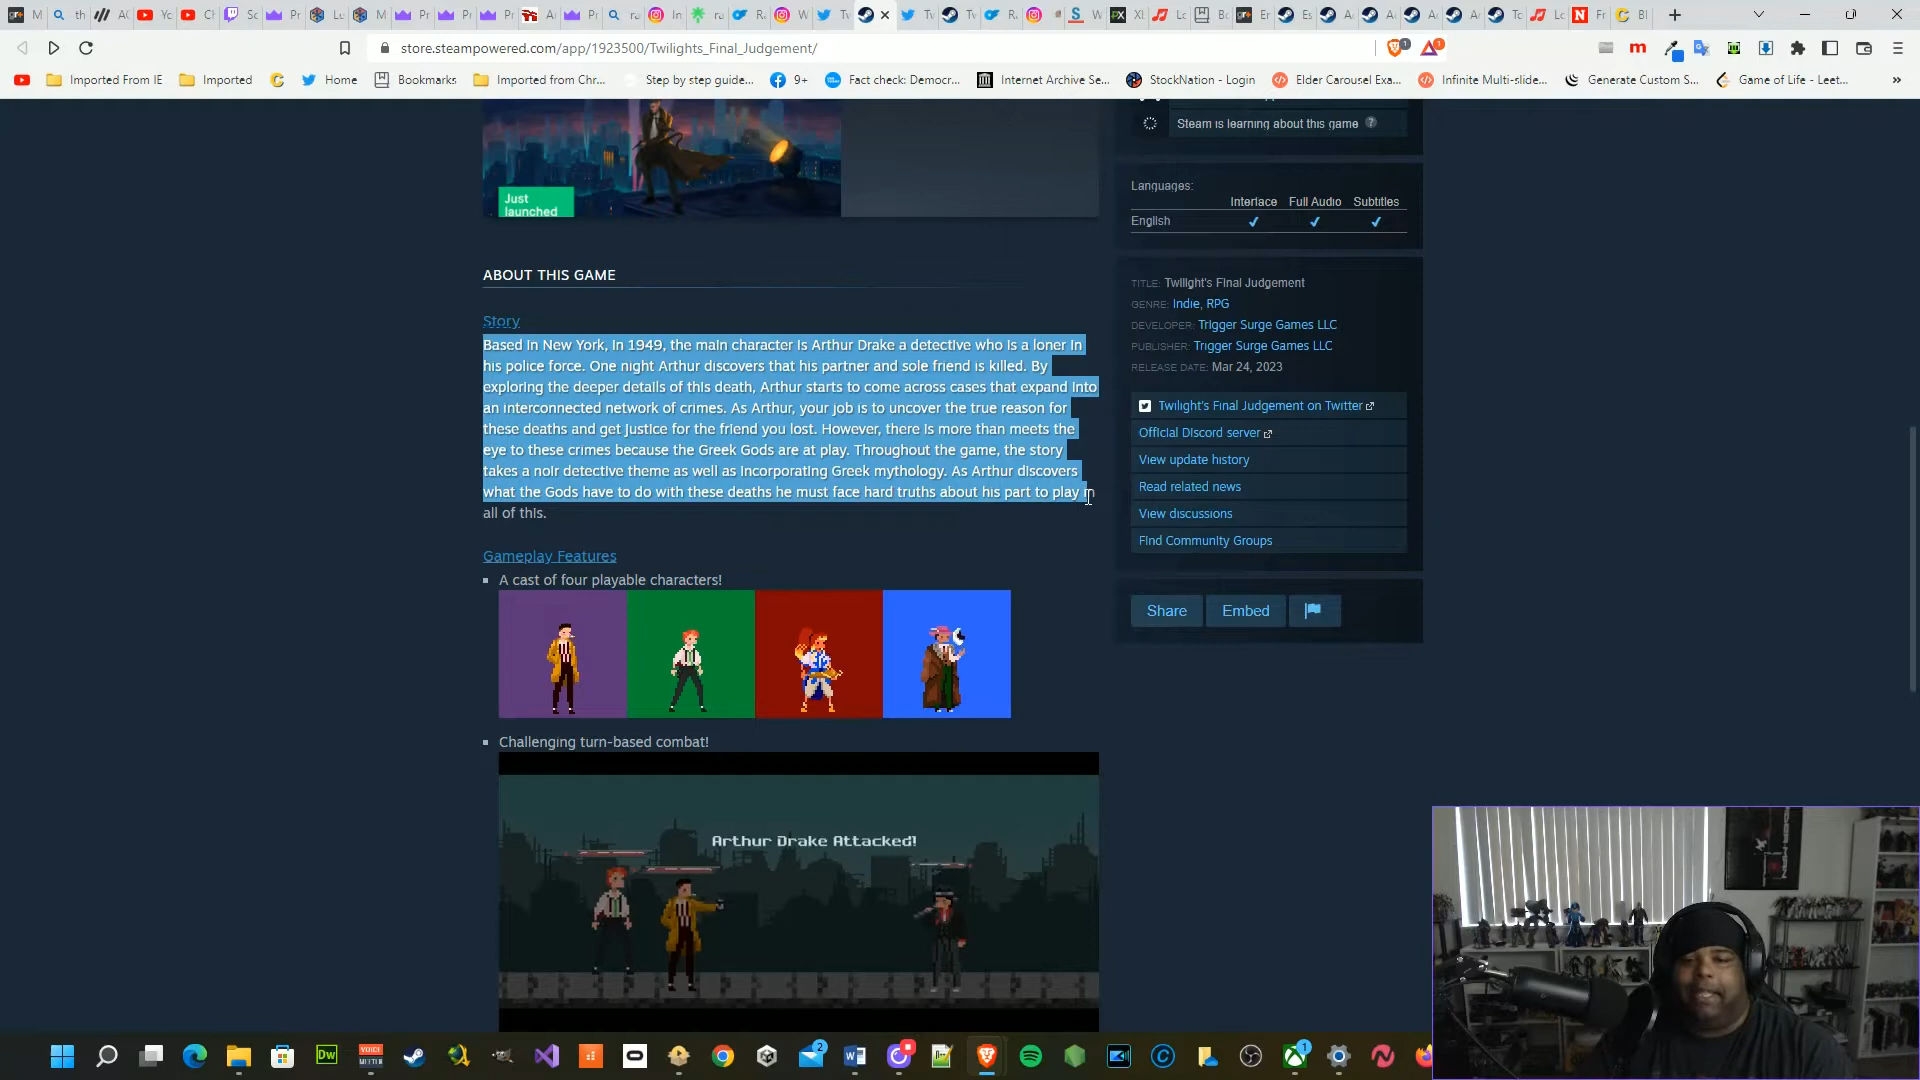 store.steampowered.com/app/1923500/Twilights_Final_Judgement/
Imported From IE
Imported
Home
Bookmarks
Imported from Chr...
Step by step guide...
9+
Fact check: Democr...
Internet Archive Se...
StockNation - Login
Elder Carousel Exa...
Infinite Multi-slide...
Generate Custom S...
Game of Life - Leet...
Just
launched
Steam is learning about this game
Languages:
Interface Full Audio Subtitles
English
ABOUT THIS GAME
Story
Based in New York, in 1949, the main character is Arthur Drake a detective who is a loner in
his police force. One night Arthur discovers that his partner and sole friend is killed. By
exploring the deeper details of this death, Arthur starts to come across cases that expand into
an interconnected network of crimes. As Arthur, your job is to uncover the true reason for
these deaths and get justice for the friend you lost. However, there is more than meets the
eye to these crimes because the Greek Gods are at play. Throughout the game, the story
takes a noir detective theme as well as incorporating Greek mythology. As Arthur discovers
what the Gods have to do with these deaths he must face hard truths about his part to play in
all of this.
TITLE: Twilight's Final Judgement
GENRE: Indie, RPG
DEVELOPER: Trigger Surge Games LLC
PUBLISHER: Trigger Surge Games LLC
RELEASE DATE: Mar 24, 2023
Twilight's Final Judgement on Twitter
Official Discord server
View update history
Read related news
View discussions
Find Community Groups
Share Embed
Gameplay Features
A cast of four playable characters!
Challenging turn-based combat!
Arthur Drake Attacked!